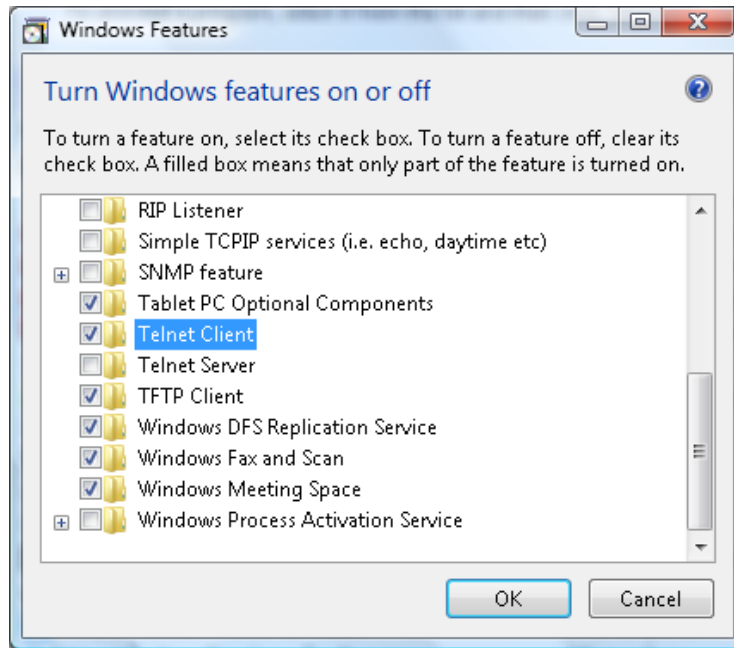 Windows Features
Turn Windows features on or off
To turn a feature on, select its check box. To turn a feature off, clear its
check box. A filled box means that only part of the feature is turned on.
RIP Listener
Simple TCPIP services (i.e. echo, daytime etc)
SNMP feature
Tablet PC Optional Components
Telnet Client
Telnet Server
TFTP Client
Windows DFS Replication Service
Windows Fax and Scan
Windows Meeting Space
Windows Process Activation Service
OK Cancel